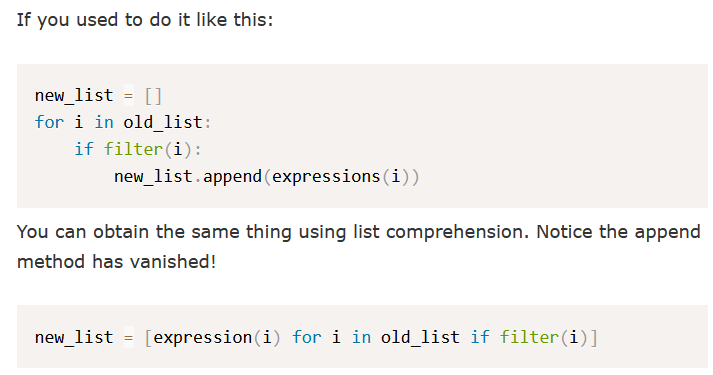 If you used to do it like this:
new_list = []
for i in old_list:
    if filter(i):
        new_list.append(expressions(i))
You can obtain the same thing using list comprehension. Notice the append
method has vanished!
new_list = [expression(i) for i in old_list if filter(i)]